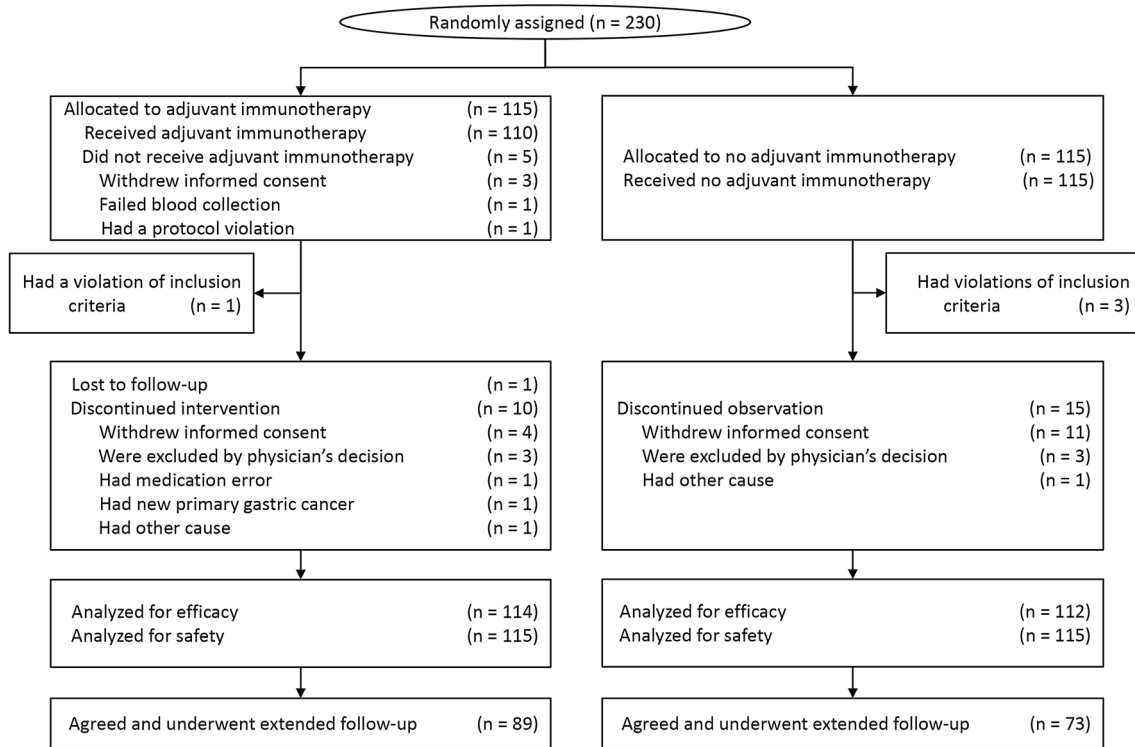 Randomly assigned (n = 230)
Allocated to adjuvant immunotherapy (n = 115)
Received adjuvant immunotherapy (n = 110)
Did not receive adjuvant immunotherapy (n = 5)
Withdrew informed consent (n = 3)
Failed blood collection (n = 1)
Had a protocol violation (n = 1)
Allocated to no adjuvant immunotherapy (n = 115)
Received no adjuvant immunotherapy (n = 115)
Had a violation of inclusion
criteria (n = 1)
Had violations of inclusion
criteria (n = 3)
Lost to follow-up (n = 1)
Discontinued intervention (n = 10)
Withdrew informed consent (n = 4)
Were excluded by physician's decision (n = 3)
Had medication error (n = 1)
Had new primary gastric cancer (n = 1)
Had other cause (n = 1)
Discontinued observation (n = 15)
Withdrew informed consent (n = 11)
Were excluded by physician's decision (n = 3)
Had other cause (n = 1)
Analyzed for efficacy (n = 114)
Analyzed for safety (n = 115)
Analyzed for efficacy (n = 112)
Analyzed for safety (n = 115)
Agreed and underwent extended follow-up (n = 89)
Agreed and underwent extended follow-up (n = 73)